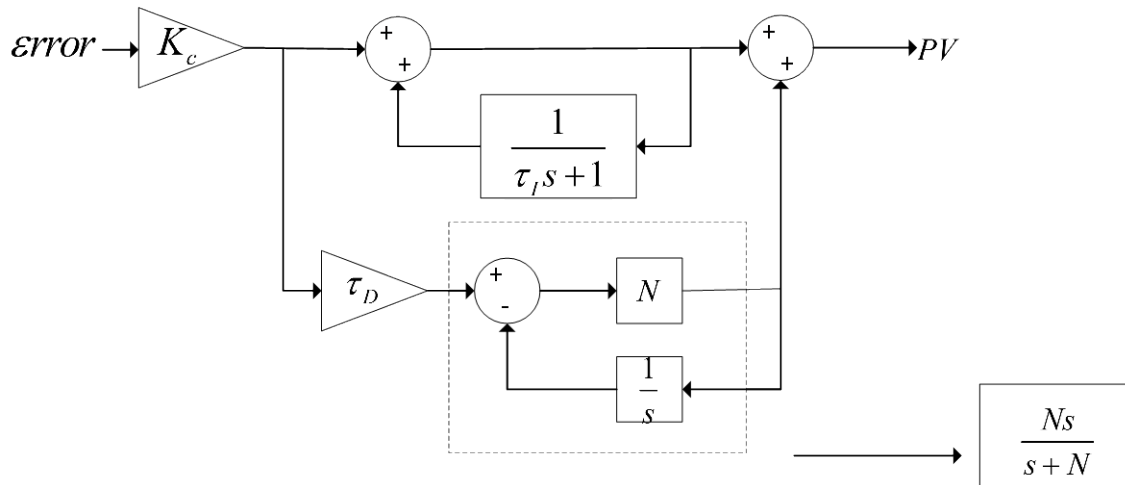 εrror
K_c
+
+
+
+
PV
1
τ_I s + 1
τ_D
+
-
N
1
s
Ns
s + N